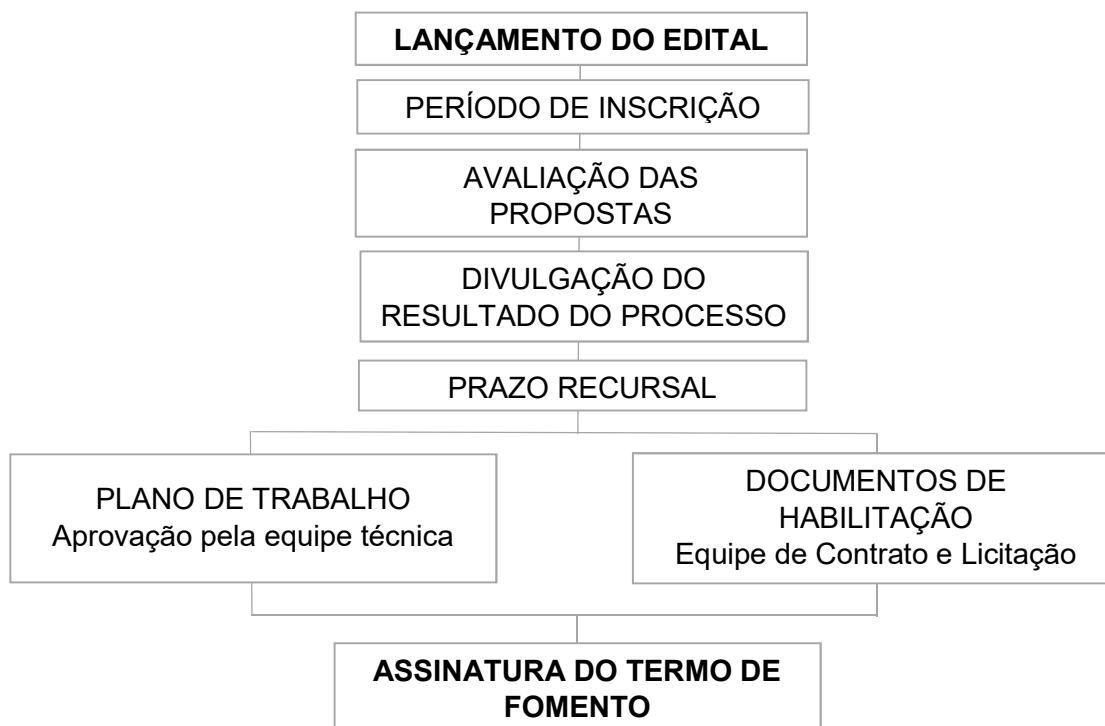 LANÇAMENTO DO EDITAL
PERÍODO DE INSCRIÇÃO
AVALIAÇÃO DAS
PROPOSTAS
DIVULGAÇÃO DO
RESULTADO DO PROCESSO
PRAZO RECURSAL
PLANO DE TRABALHO
Aprovação pela equipe técnica
DOCUMENTOS DE
HABILITAÇÃO
Equipe de Contrato e Licitação
ASSINATURA DO TERMO DE
FOMENTO